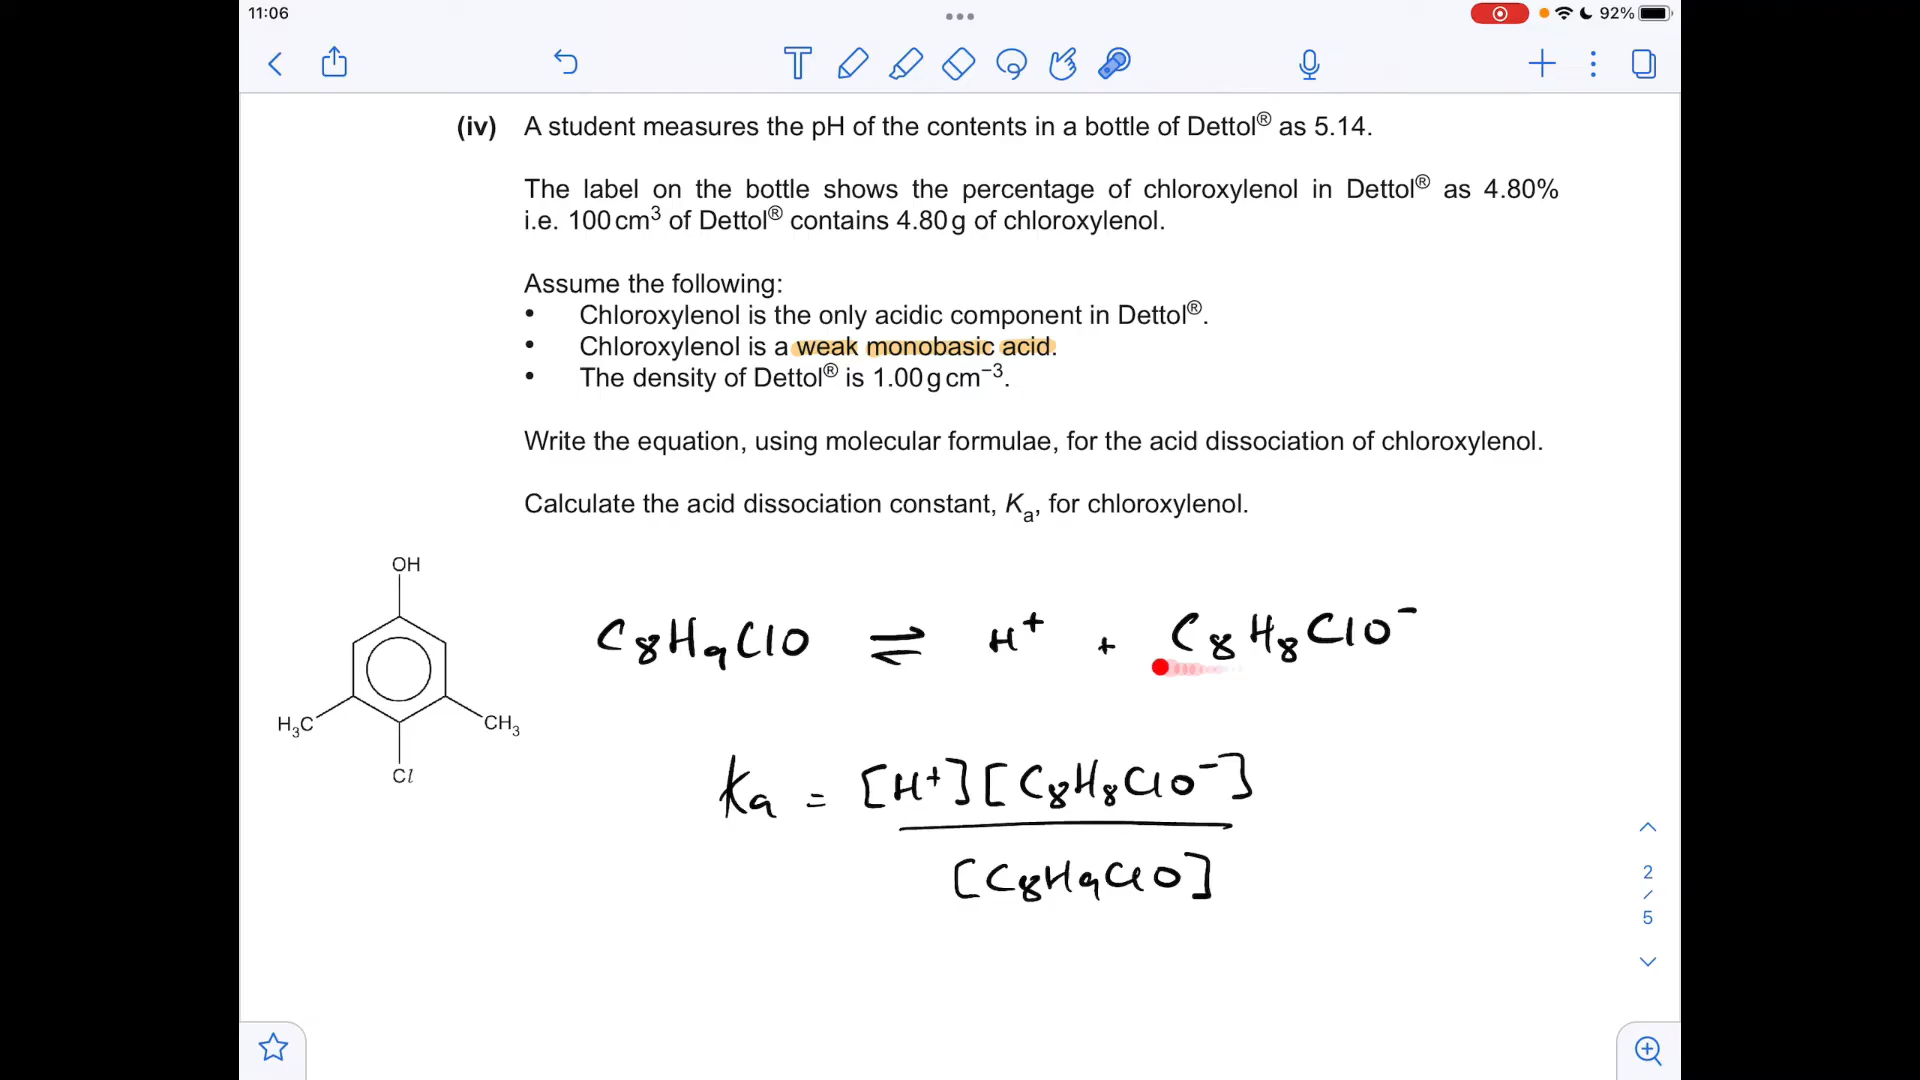 11:06
92%
(iv) A student measures the pH of the contents in a bottle of Dettol® as 5.14.
The label on the bottle shows the percentage of chloroxylenol in Dettol® as 4.80%
i.e. 100 cm³ of Dettol® contains 4.80 g of chloroxylenol.
Assume the following:
• Chloroxylenol is the only acidic component in Dettol®.
• Chloroxylenol is a weak monobasic acid.
• The density of Dettol® is 1.00 g cm⁻³.
Write the equation, using molecular formulae, for the acid dissociation of chloroxylenol.
Calculate the acid dissociation constant, Kₐ, for chloroxylenol.
OH
H₃C
CH₃
Cl
C₈H₉ClO ⇌ H⁺ + C₈H₈ClO⁻
Ka = [H⁺][C₈H₈ClO⁻]
[C₈H₉ClO]
2
/
5